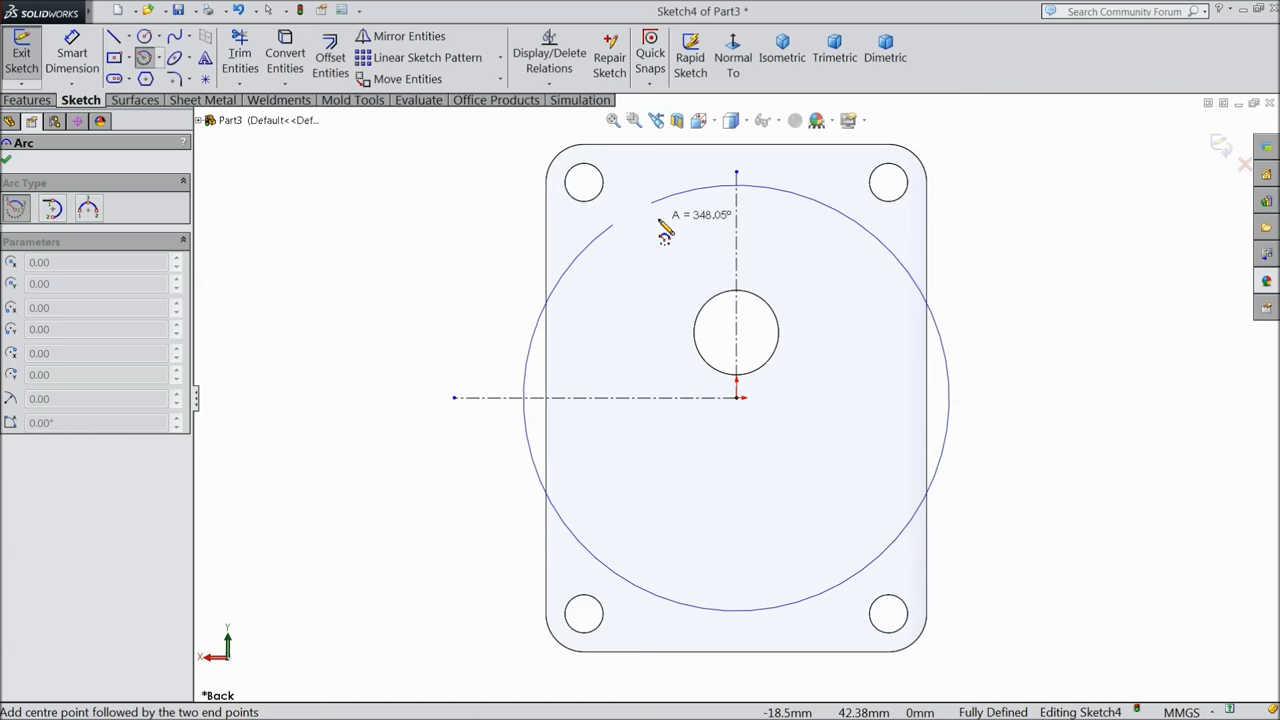 SOLIDWORKS
Sketch4 of Part3 *
Search Community Forum
Exit Sketch
Smart Dimension
Trim Entities
Convert Entities
Offset Entities
Mirror Entities
Linear Sketch Pattern
Move Entities
Display/Delete Relations
Repair Sketch
Quick Snaps
Rapid Sketch
Normal To
Isometric
Trimetric
Dimetric
Features
Sketch
Surfaces
Sheet Metal
Weldments
Mold Tools
Evaluate
Office Products
Simulation
Part3 (Default<<Def...
Arc
?
Arc Type
Parameters
0.00
0.00
0.00
0.00
0.00
0.00
0.00
0.00°
A = 348.05°
Y
X
*Back
Add centre point followed by the two end points
-18.5mm
42.38mm
0mm
Fully Defined
Editing Sketch4
MMGS